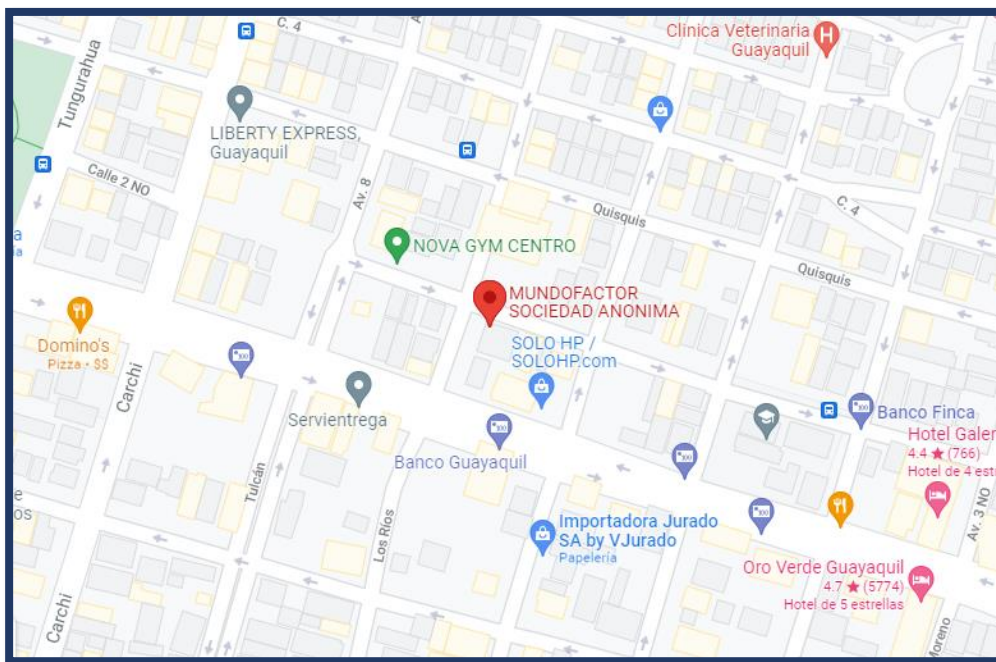 C. 4
Clínica Veterinaria
Guayaquil
Tungurahua
LIBERTY EXPRESS,
Guayaquil
Calle 2 NO
Av. 8
C. 4
Quisquis
NOVA GYM CENTRO
Quisquis
MUNDOFACTOR
SOCIEDAD ANONIMA
Domino's
Pizza • $$
SOLO HP /
SOLOHP.com
Carchi
Servientrega
Banco Finca
Hotel Galer
4.4 ★ (766)
Hotel de 4 estr
Banco Guayaquil
Tulcán
Los Ríos
Importadora Jurado
SA by VJurado
Papelería
Av. 3 NO
Oro Verde Guayaquil
4.7 ★ (5774)
Hotel de 5 estrellas
Carchi
Moreno